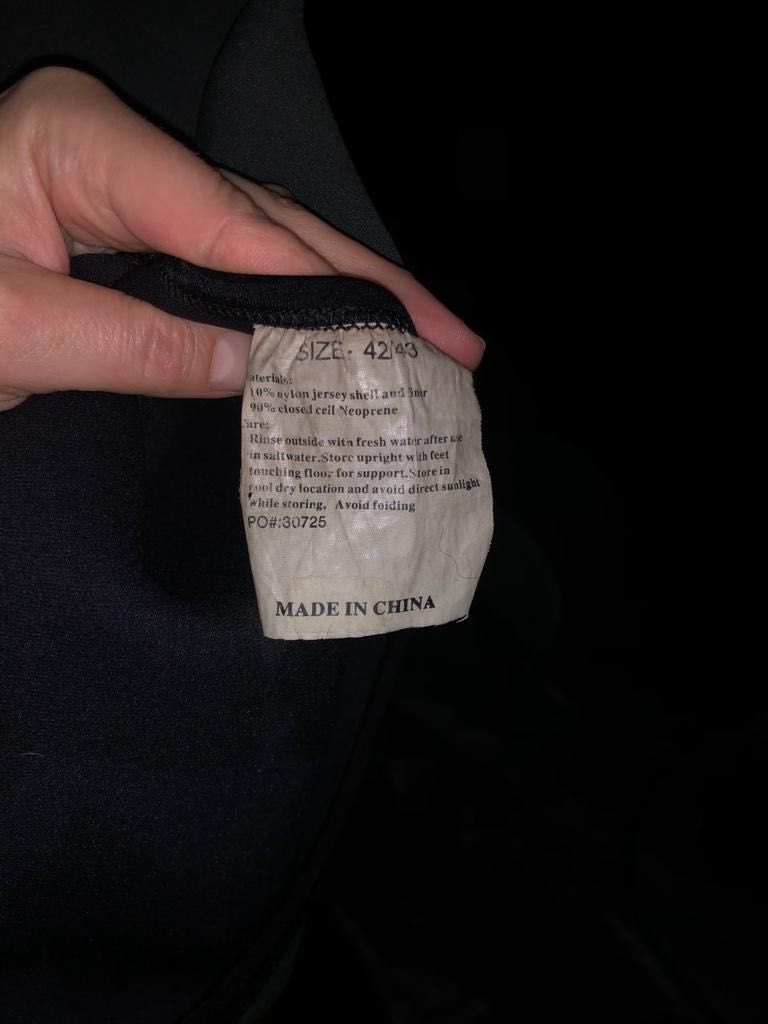 SIZE: 42/43
aterials:
10% nylon jersey shell and liner
90% closed cell Neoprene
Care:
Rinse outside with fresh water after use
in saltwater.Store upright with feet
touching floor for support.Store in
cool dry location and avoid direct sunlight
while storing, Avoid folding
PO#:30725
MADE IN CHINA